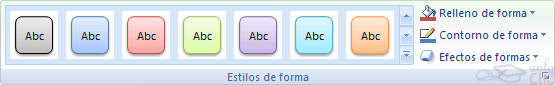 Abc Abc Abc Abc Abc Abc Abc
Relleno de forma
Contorno de forma
Efectos de formas
Estilos de forma
aula